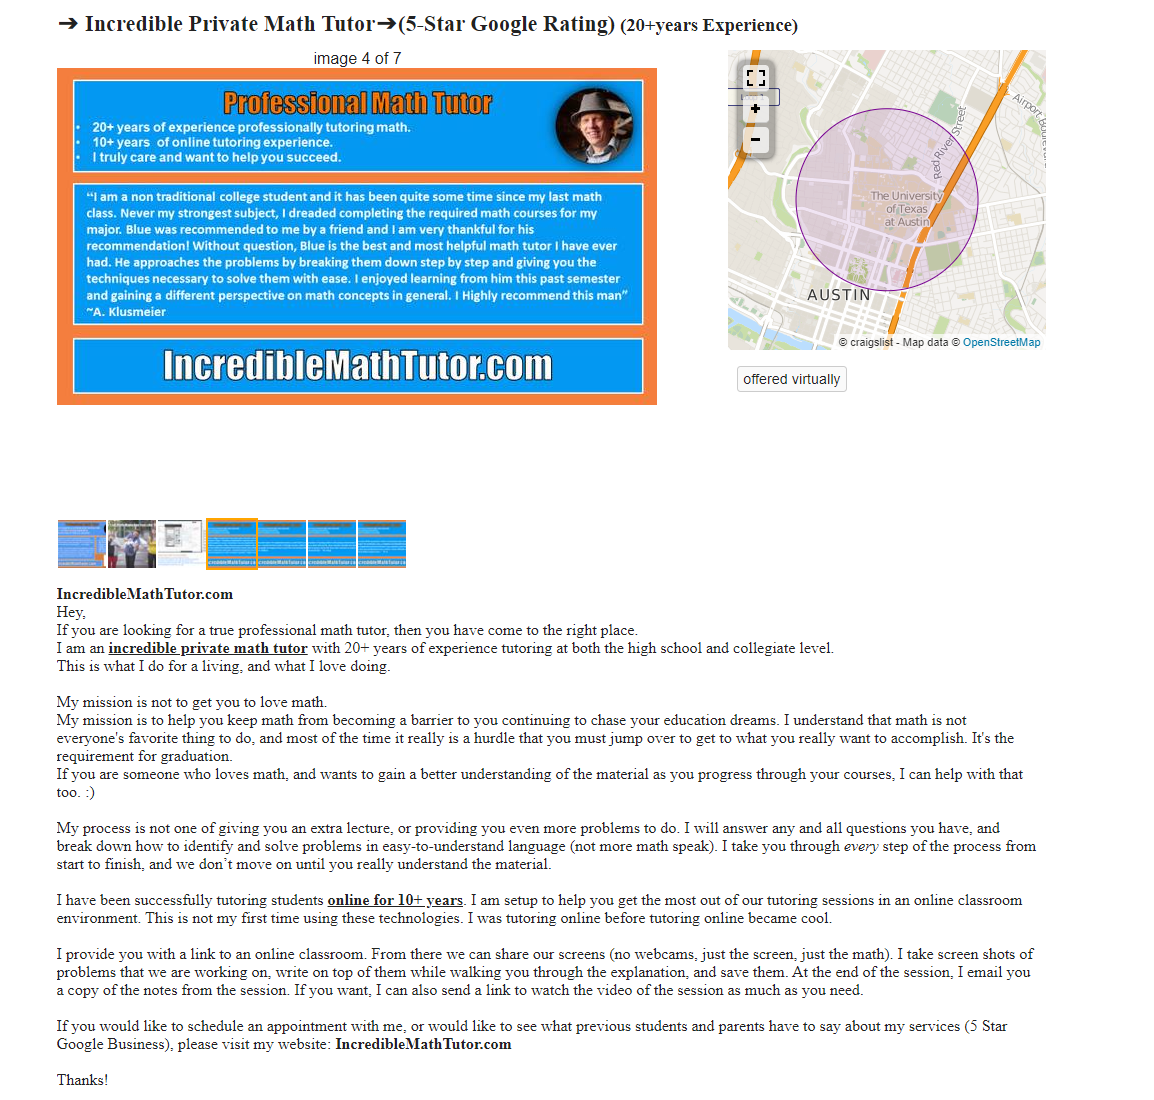 ➔ Incredible Private Math Tutor➔(5-Star Google Rating) (20+years Experience)
image 4 of 7
Professional Math Tutor
• 20+ years of experience professionally tutoring math.
• 10+ years of online tutoring experience.
• I truly care and want to help you succeed.
“I am a non traditional college student and it has been quite some time since my last math
class. Never my strongest subject, I dreaded completing the required math courses for my
major. Blue was recommended to me by a friend and I am very thankful for his
recommendation! Without question, Blue is the best and most helpful math tutor I have ever
had. He approaches the problems by breaking them down step by step and giving you the
techniques necessary to solve them with ease. I enjoyed learning from him this past semester
and gaining a different perspective on math concepts in general. I Highly recommend this man”
~A. Klusmeier
IncredibleMathTutor.com
+
−
Airport Boulevard
Red River Street
The University
of Texas
at Austin
AUSTIN
© craigslist - Map data © OpenStreetMap
offered virtually
IncredibleMathTutor.com
Hey,
If you are looking for a true professional math tutor, then you have come to the right place.
I am an incredible private math tutor with 20+ years of experience tutoring at both the high school and collegiate level.
This is what I do for a living, and what I love doing.
My mission is not to get you to love math.
My mission is to help you keep math from becoming a barrier to you continuing to chase your education dreams. I understand that math is not
everyone's favorite thing to do, and most of the time it really is a hurdle that you must jump over to get to what you really want to accomplish. It's the
requirement for graduation.
If you are someone who loves math, and wants to gain a better understanding of the material as you progress through your courses, I can help with that
too. :)
My process is not one of giving you an extra lecture, or providing you even more problems to do. I will answer any and all questions you have, and
break down how to identify and solve problems in easy-to-understand language (not more math speak). I take you through every step of the process from
start to finish, and we don’t move on until you really understand the material.
I have been successfully tutoring students online for 10+ years. I am setup to help you get the most out of our tutoring sessions in an online classroom
environment. This is not my first time using these technologies. I was tutoring online before tutoring online became cool.
I provide you with a link to an online classroom. From there we can share our screens (no webcams, just the screen, just the math). I take screen shots of
problems that we are working on, write on top of them while walking you through the explanation, and save them. At the end of the session, I email you
a copy of the notes from the session. If you want, I can also send a link to watch the video of the session as much as you need.
If you would like to schedule an appointment with me, or would like to see what previous students and parents have to say about my services (5 Star
Google Business), please visit my website: IncredibleMathTutor.com
Thanks!